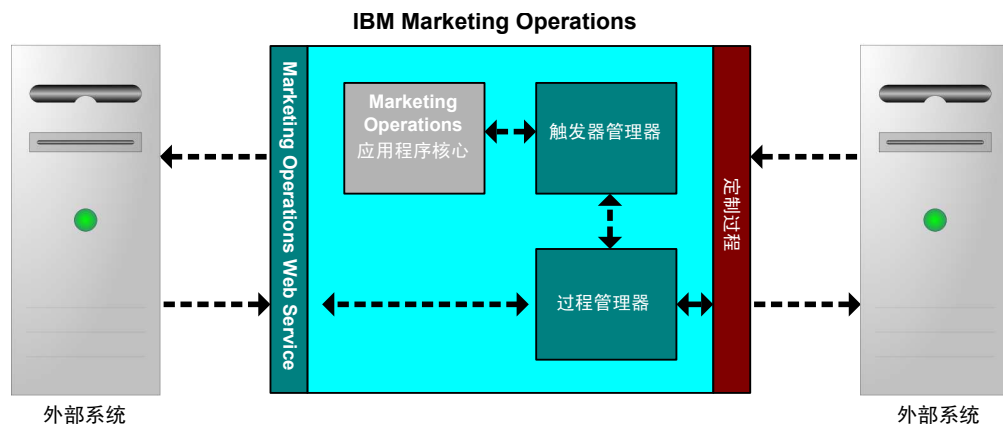 IBM Marketing Operations
Marketing Operations Web Service
Marketing
Operations
应用程序核心
触发器管理器
过程管理器
定制过程
外部系统
外部系统